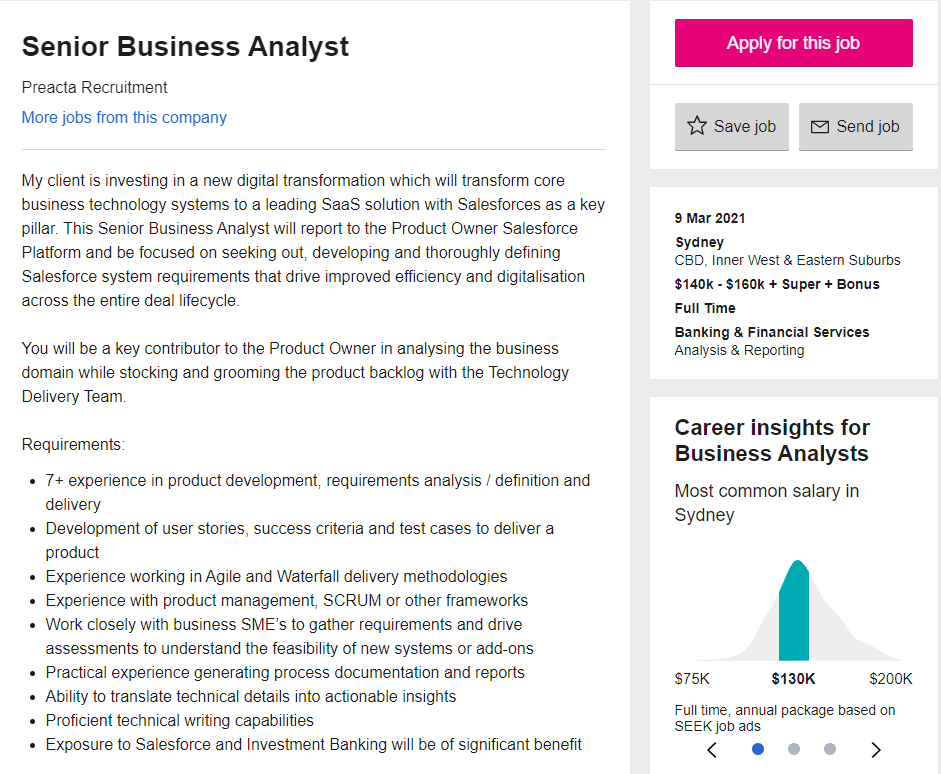 Senior Business Analyst
Preacta Recruitment
More jobs from this company
My client is investing in a new digital transformation which will transform core
business technology systems to a leading SaaS solution with Salesforces as a key
pillar. This Senior Business Analyst will report to the Product Owner Salesforce
Platform and be focused on seeking out, developing and thoroughly defining
Salesforce system requirements that drive improved efficiency and digitalisation
across the entire deal lifecycle.
You will be a key contributor to the Product Owner in analysing the business
domain while stocking and grooming the product backlog with the Technology
Delivery Team.
Requirements:
• 7+ experience in product development, requirements analysis / definition and
delivery
• Development of user stories, success criteria and test cases to deliver a
product
• Experience working in Agile and Waterfall delivery methodologies
• Experience with product management, SCRUM or other frameworks
• Work closely with business SME’s to gather requirements and drive
assessments to understand the feasibility of new systems or add-ons
• Practical experience generating process documentation and reports
• Ability to translate technical details into actionable insights
• Proficient technical writing capabilities
• Exposure to Salesforce and Investment Banking will be of significant benefit
Apply for this job
Save job
Send job
9 Mar 2021
Sydney
CBD, Inner West & Eastern Suburbs
$140k - $160k + Super + Bonus
Full Time
Banking & Financial Services
Analysis & Reporting
Career insights for
Business Analysts
Most common salary in
Sydney
$75K $130K $200K
Full time, annual package based on
SEEK job ads